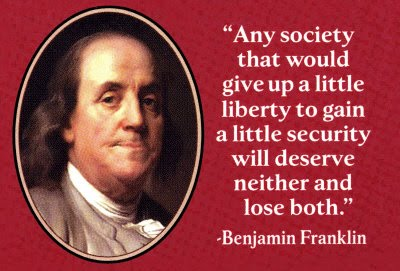 “Any society
that would
give up a little
liberty to gain
a little security
will deserve
neither and
lose both.”
-Benjamin Franklin